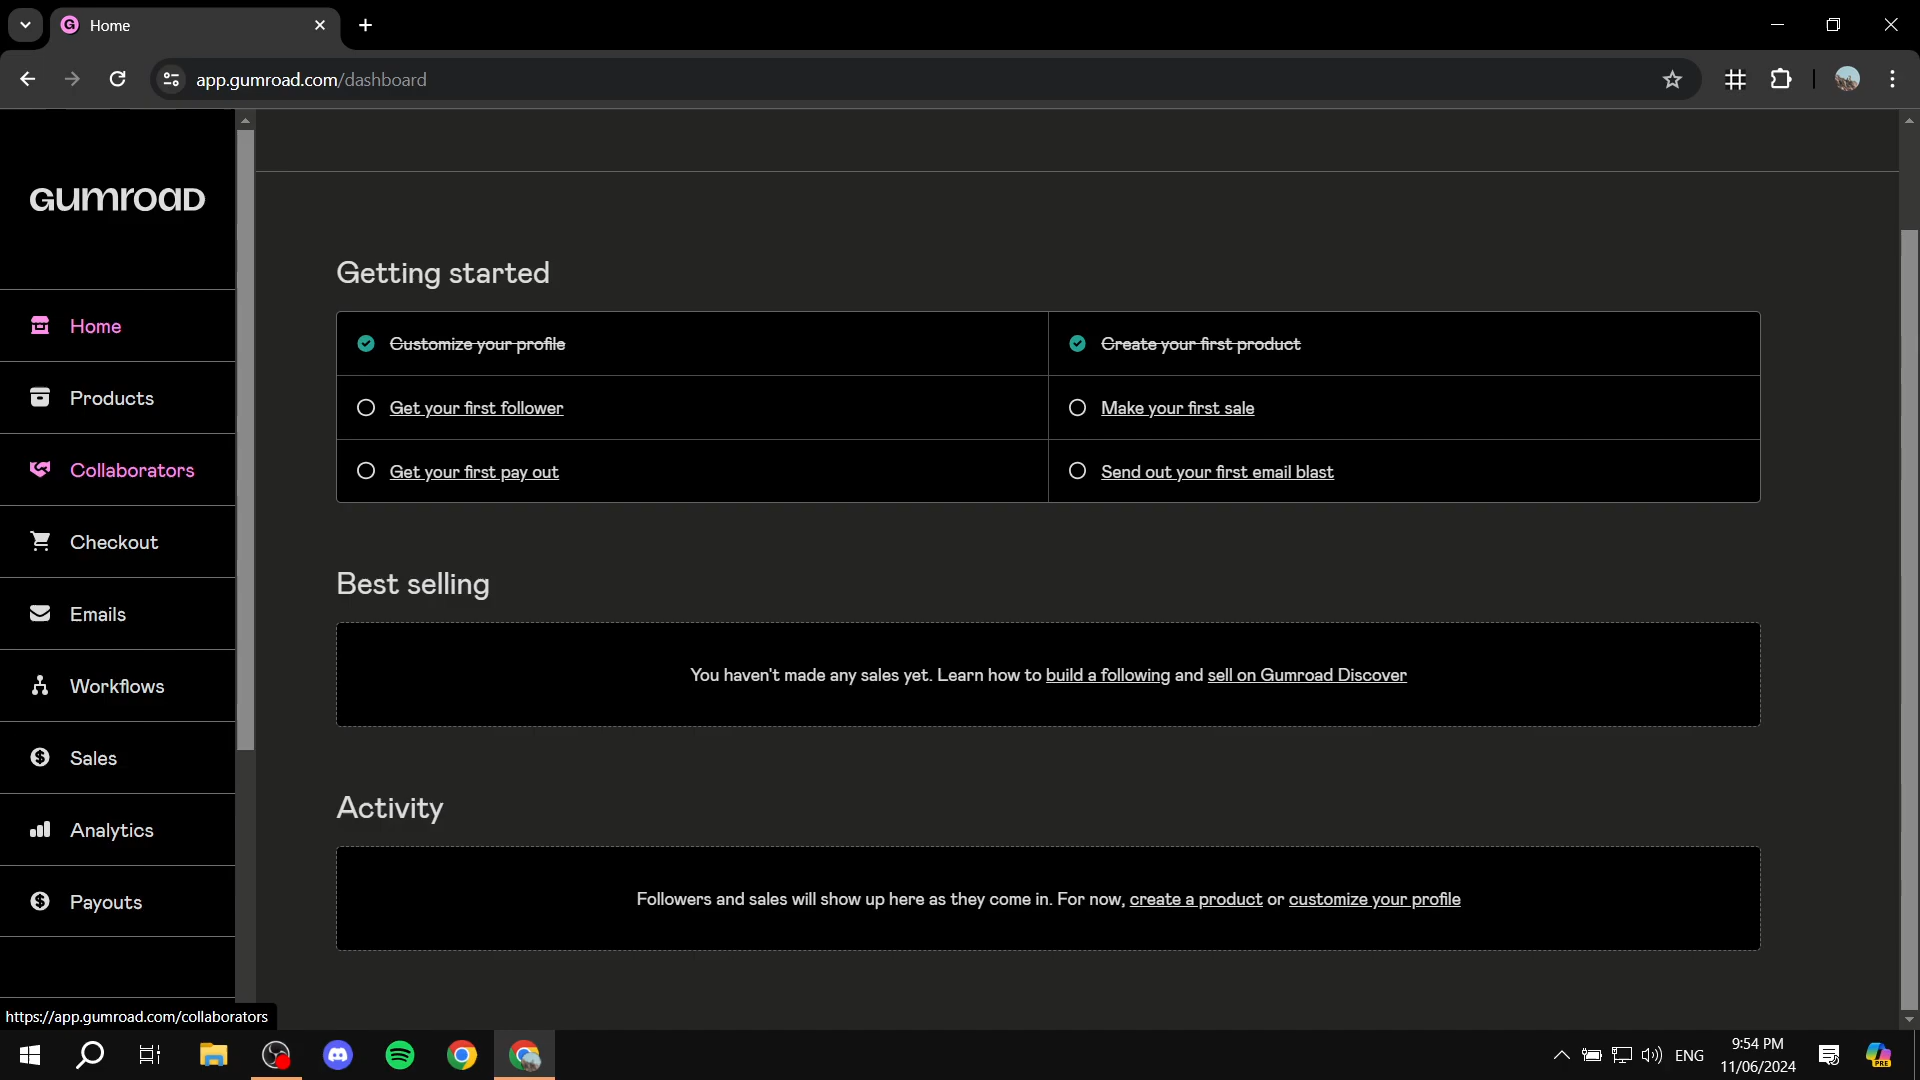 Home
app.gumroad.com/dashboard
GUMROAD
Home
Products
Collaborators
Checkout
Emails
Workflows
Sales
Analytics
Payouts
Getting started
Customize your profile
Create your first product
Get your first follower
Make your first sale
Get your first pay out
Send out your first email blast
Best selling
You haven't made any sales yet. Learn how to build a following and sell on Gumroad Discover
Activity
Followers and sales will show up here as they come in. For now, create a product or customize your profile
https://app.gumroad.com/collaborators
ENG
9:54 PM
11/06/2024
PRE